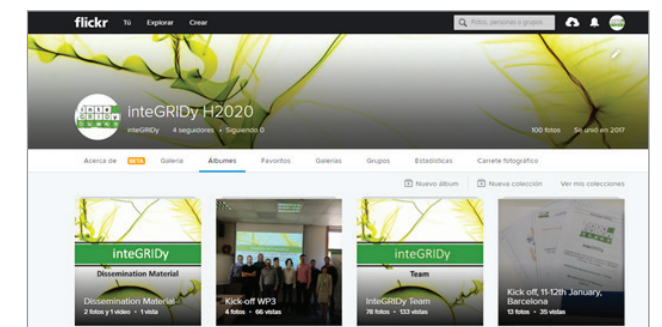 flickr Tú Explorar Crear Fotos, personas o grupos
inteGRIDy H2020
inteGRIDy 4 seguidores • Siguiendo 0 100 fotos Se unió en 2017
Acerca de BETA Galería Álbumes Favoritos Galerías Grupos Estadísticas Carrete fotográfico
Nuevo álbum Nueva colección Ver mis colecciones
inteGRIDy
Dissemination Material
Dissemination Material
2 fotos y 1 video • 1 vista
Kick-off WP3
4 fotos • 66 vistas
inteGRIDy
Team
InteGRIDy Team
78 fotos • 133 vistas
Kick off, 11-12th January,
Barcelona
13 fotos • 35 vistas